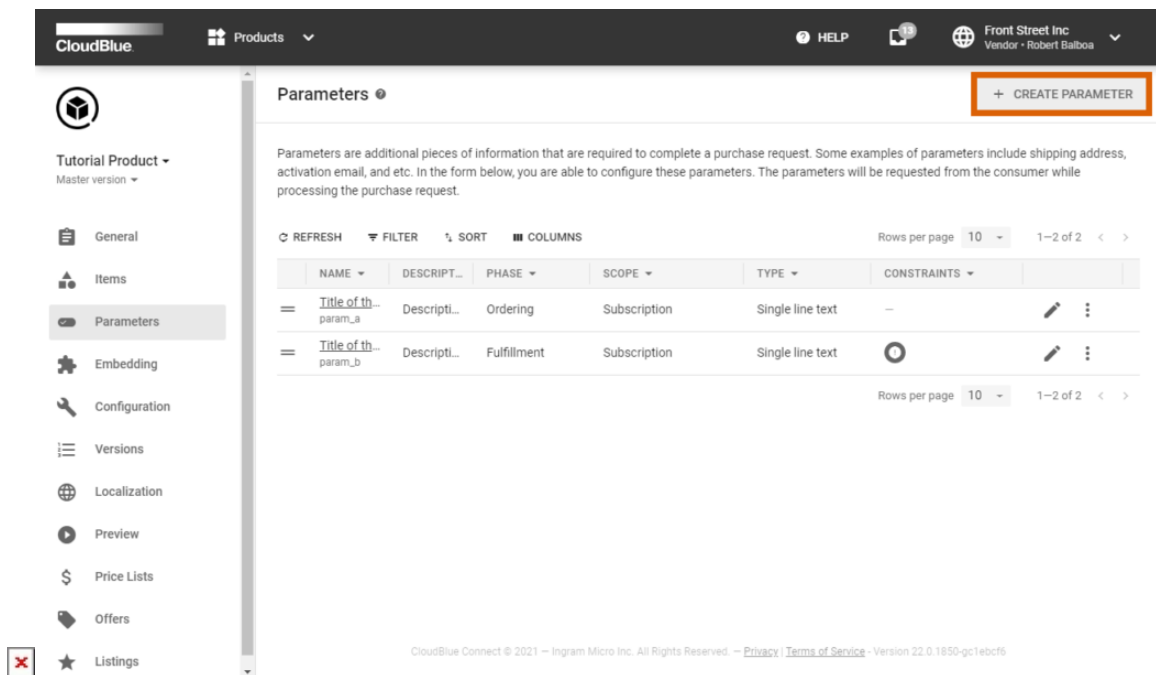 CloudBlue.
Products
HELP
13
Front Street Inc
Vendor • Robert Balboa
Tutorial Product
Master version
General
Items
Parameters
Embedding
Configuration
Versions
Localization
Preview
Price Lists
Offers
Listings
Parameters
+ CREATE PARAMETER
Parameters are additional pieces of information that are required to complete a purchase request. Some examples of parameters include shipping address,
activation email, and etc. In the form below, you are able to configure these parameters. The parameters will be requested from the consumer while
processing the purchase request.
REFRESH FILTER SORT COLUMNS Rows per page 10 1–2 of 2
NAME DESCRIPT... PHASE SCOPE TYPE CONSTRAINTS
Title of th... Descripti... Ordering Subscription Single line text –
param_a
Title of th... Descripti... Fulfillment Subscription Single line text
param_b
Rows per page 10 1–2 of 2
CloudBlue Connect © 2021 — Ingram Micro Inc. All Rights Reserved. — Privacy | Terms of Service - Version 22.0.1850-gc1ebcf6